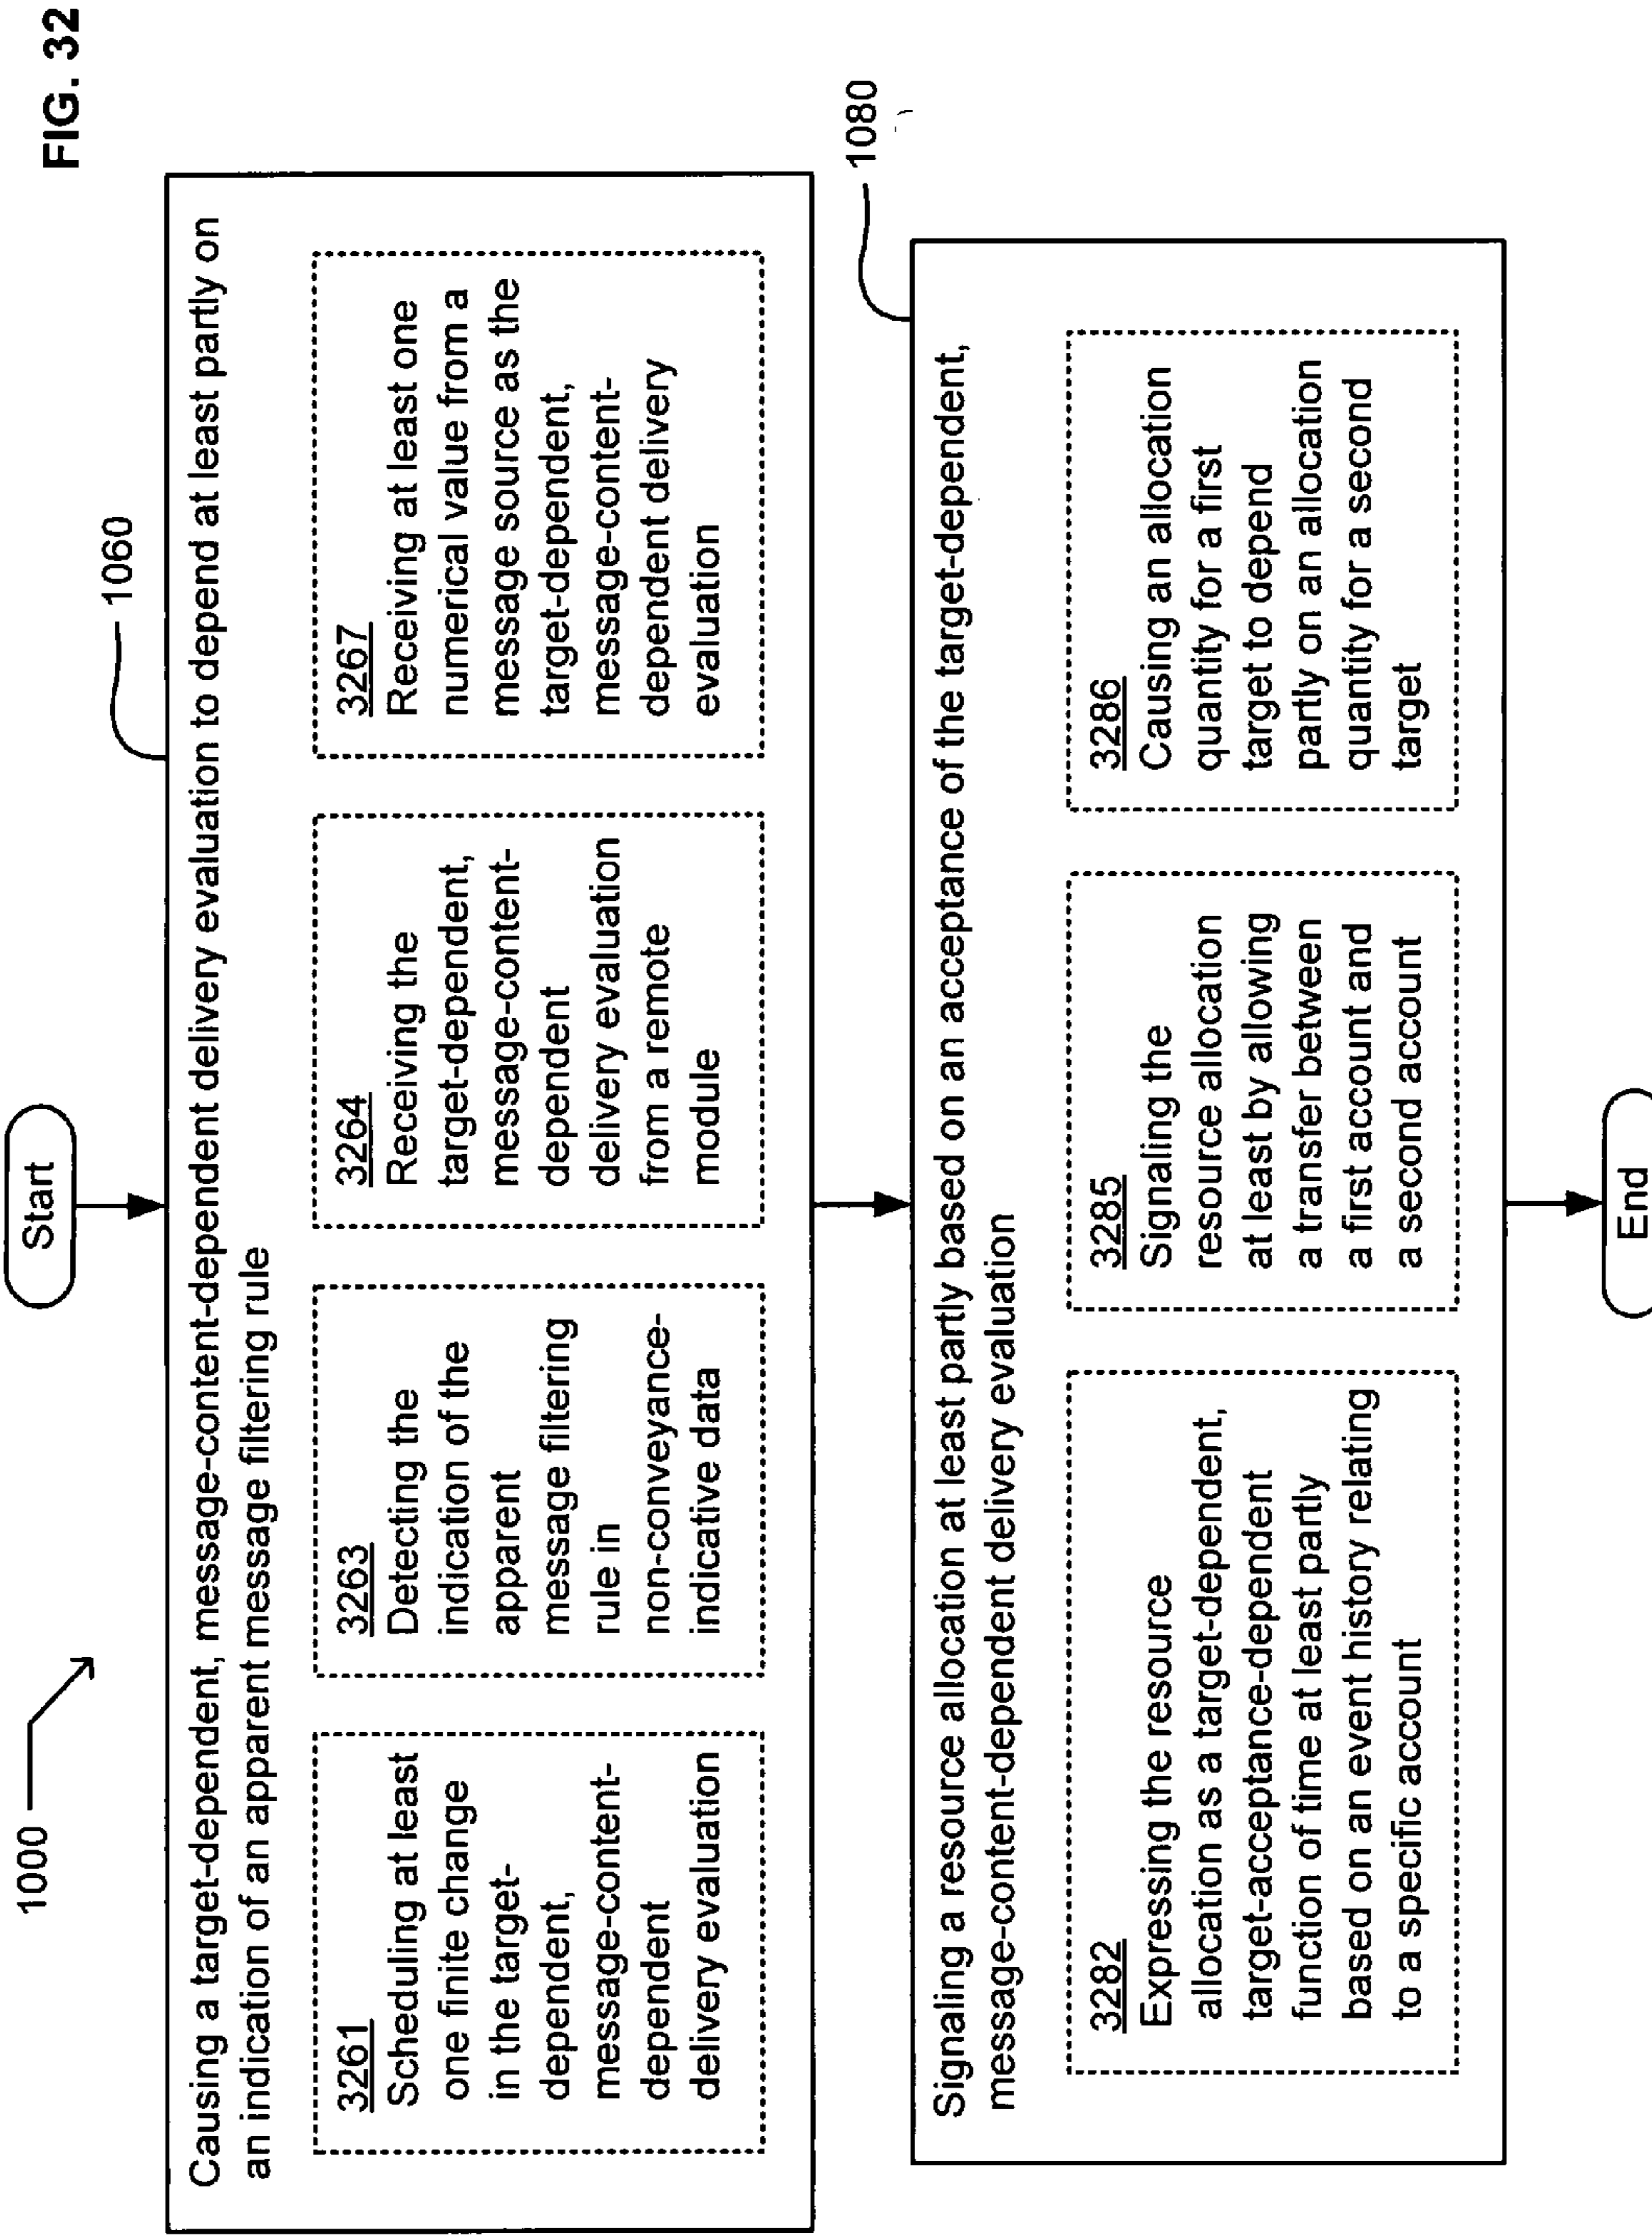 FIG. 32
1000
Start
1060
Causing a target-dependent, message-content-dependent delivery evaluation to depend at least partly on
an indication of an apparent message filtering rule
3261
Scheduling at least
one finite change
in the target-
dependent,
message-content-
dependent
delivery evaluation
3263
Detecting the
indication of the
apparent
message filtering
rule in
non-conveyance-
indicative data
3264
Receiving the
target-dependent,
message-content-
dependent
delivery evaluation
from a remote
module
3267
Receiving at least one
numerical value from a
message source as the
target-dependent,
message-content-
dependent delivery
evaluation
1080
Signaling a resource allocation at least partly based on an acceptance of the target-dependent,
message-content-dependent delivery evaluation
3282
Expressing the resource
allocation as a target-dependent,
target-acceptance-dependent
function of time at least partly
based on an event history relating
to a specific account
3285
Signaling the
resource allocation
at least by allowing
a transfer between
a first account and
a second account
3286
Causing an allocation
quantity for a first
target to depend
partly on an allocation
quantity for a second
target
End